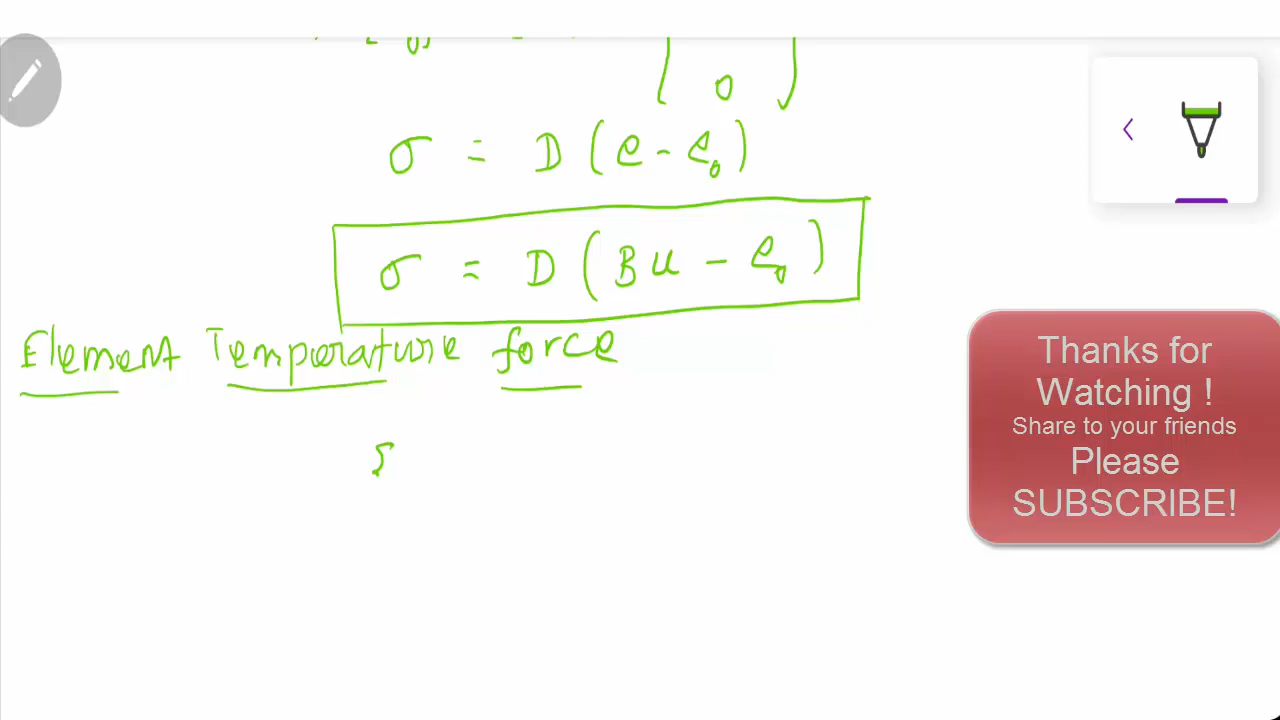 0
σ = D (e - e₀)
σ = D (Bu - e₀)
Element Temperature force
Thanks for
Watching !
Share to your friends
Please
SUBSCRIBE!